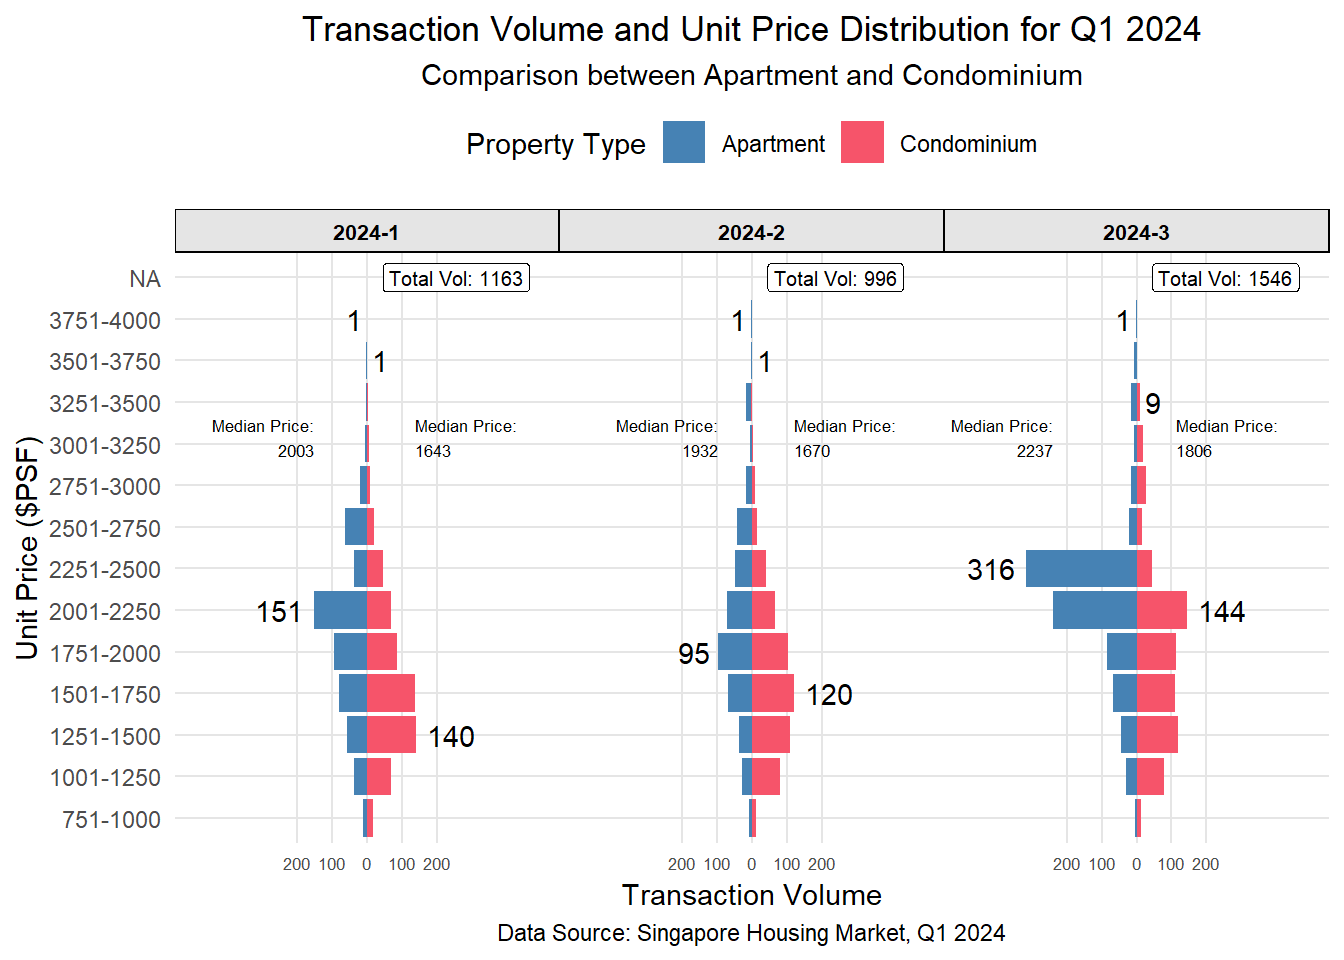 Transaction Volume and Unit Price Distribution for Q1 2024
Comparison between Apartment and Condominium
Property Type Apartment Condominium
2024-1 2024-2 2024-3
NA Total Vol: 1163 Total Vol: 996 Total Vol: 1546
3751-4000 1 1 1
3501-3750 1 1
3251-3500 9
Median Price: Median Price: Median Price: Median Price: Median Price: Median Price:
3001-3250
2003 1643 1932 1670 2237 1806
2751-3000
2501-2750
2251-2500 316
2001-2250 151 144
1751-2000 95
1501-1750 120
1251-1500 140
1001-1250
751-1000
Unit Price ($PSF)
200 100 0 100 200 200 100 0 100 200 200 100 0 100 200
Transaction Volume
Data Source: Singapore Housing Market, Q1 2024